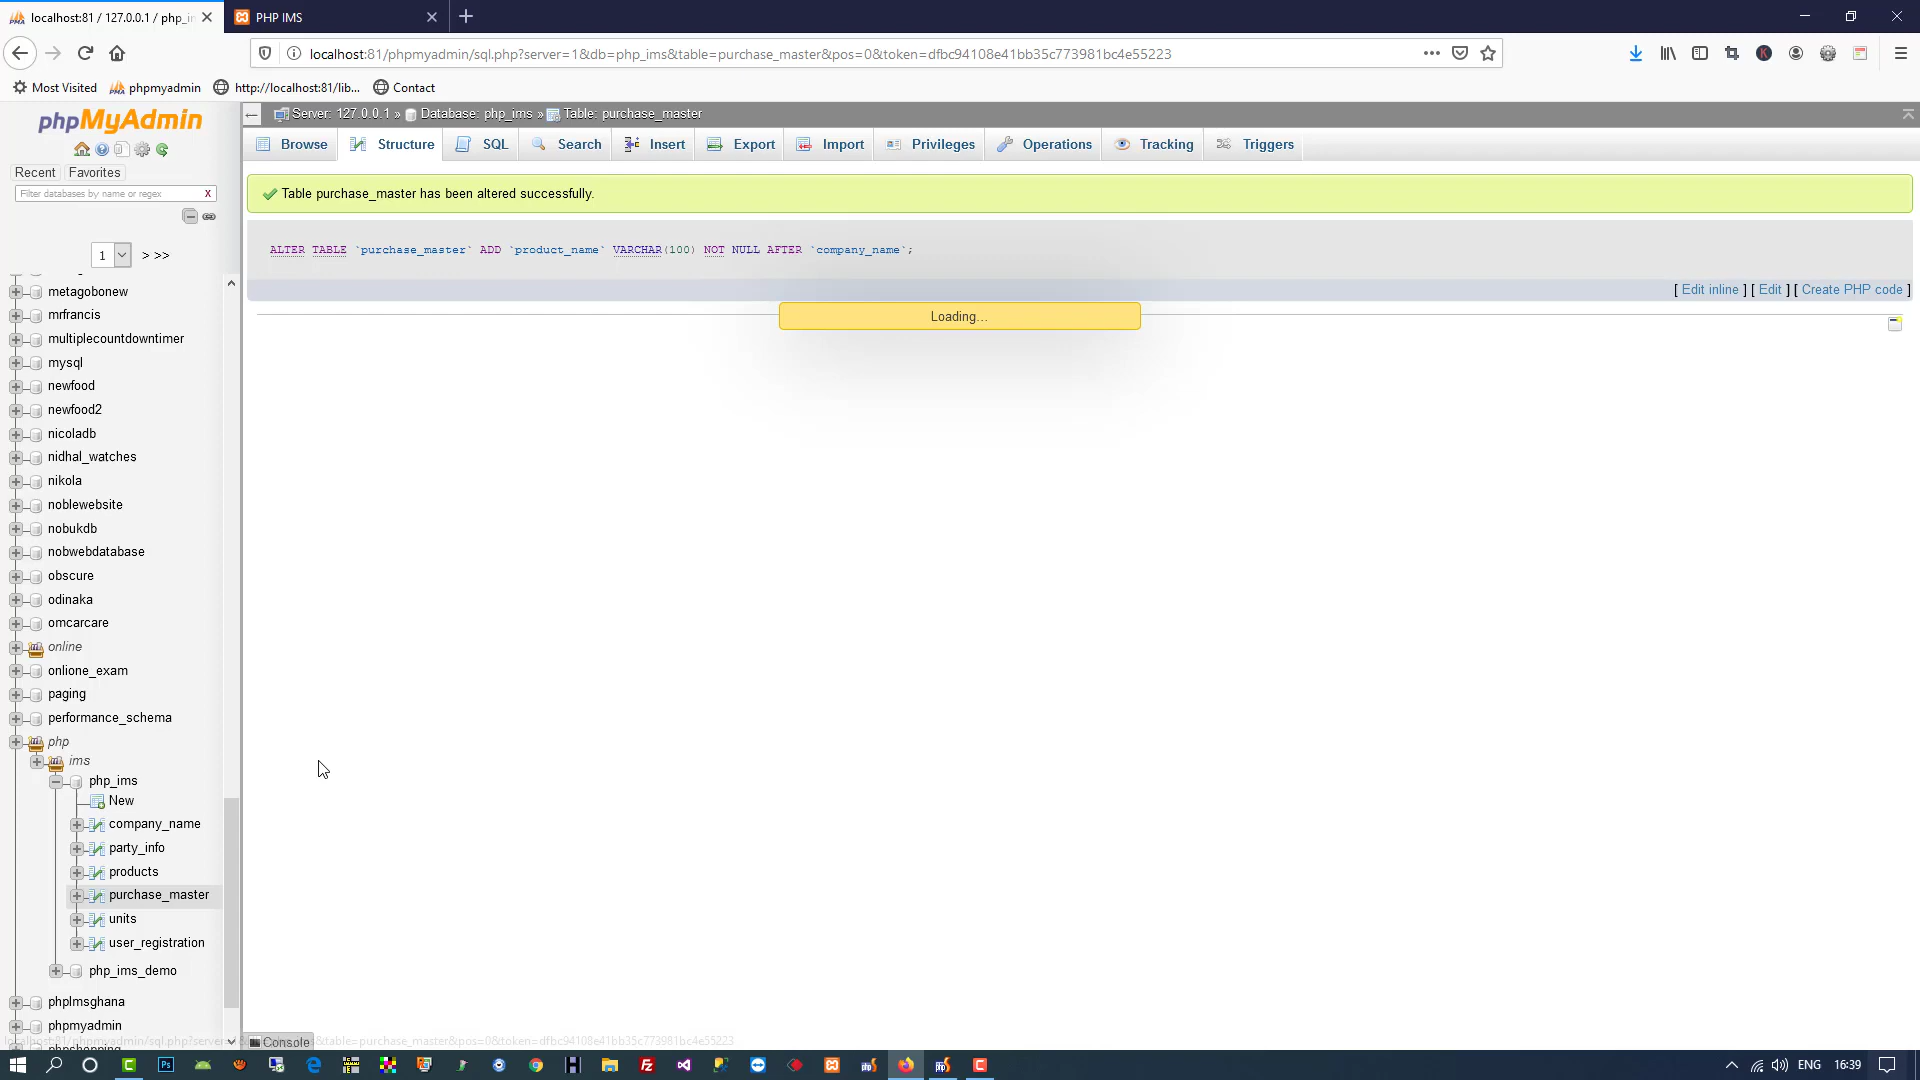 localhost:81 / 127.0.0.1 / php_in
PHP IMS
localhost:81/phpmyadmin/sql.php?server=1&db=php_ims&table=purchase_master&pos=0&token=dfbc94108e41bb35c773981bc4e55223
Most Visited
phpmyadmin
http://localhost:81/lib...
Contact
phpMyAdmin
Server: 127.0.0.1 » Database: php_ims » Table: purchase_master
Browse
Structure
SQL
Search
Insert
Export
Import
Privileges
Operations
Tracking
Triggers
Recent
Favorites
Filter databases by name or regex
X
1
> >>
Table purchase_master has been altered successfully.
ALTER TABLE `purchase_master` ADD `product_name` VARCHAR(100) NOT NULL AFTER `company_name`;
[ Edit inline ] [ Edit ] [ Create PHP code ]
Loading…
metagobonew
mrfrancis
multiplecountdowntimer
mysql
newfood
newfood2
nicoladb
nidhal_watches
nikola
noblewebsite
nobukdb
nobwebdatabase
obscure
odinaka
omcarcare
online
onlione_exam
paging
performance_schema
php
ims
php_ims
New
company_name
party_info
products
purchase_master
units
user_registration
php_ims_demo
phplmsghana
phpmyadmin
Console
ENG
16:39